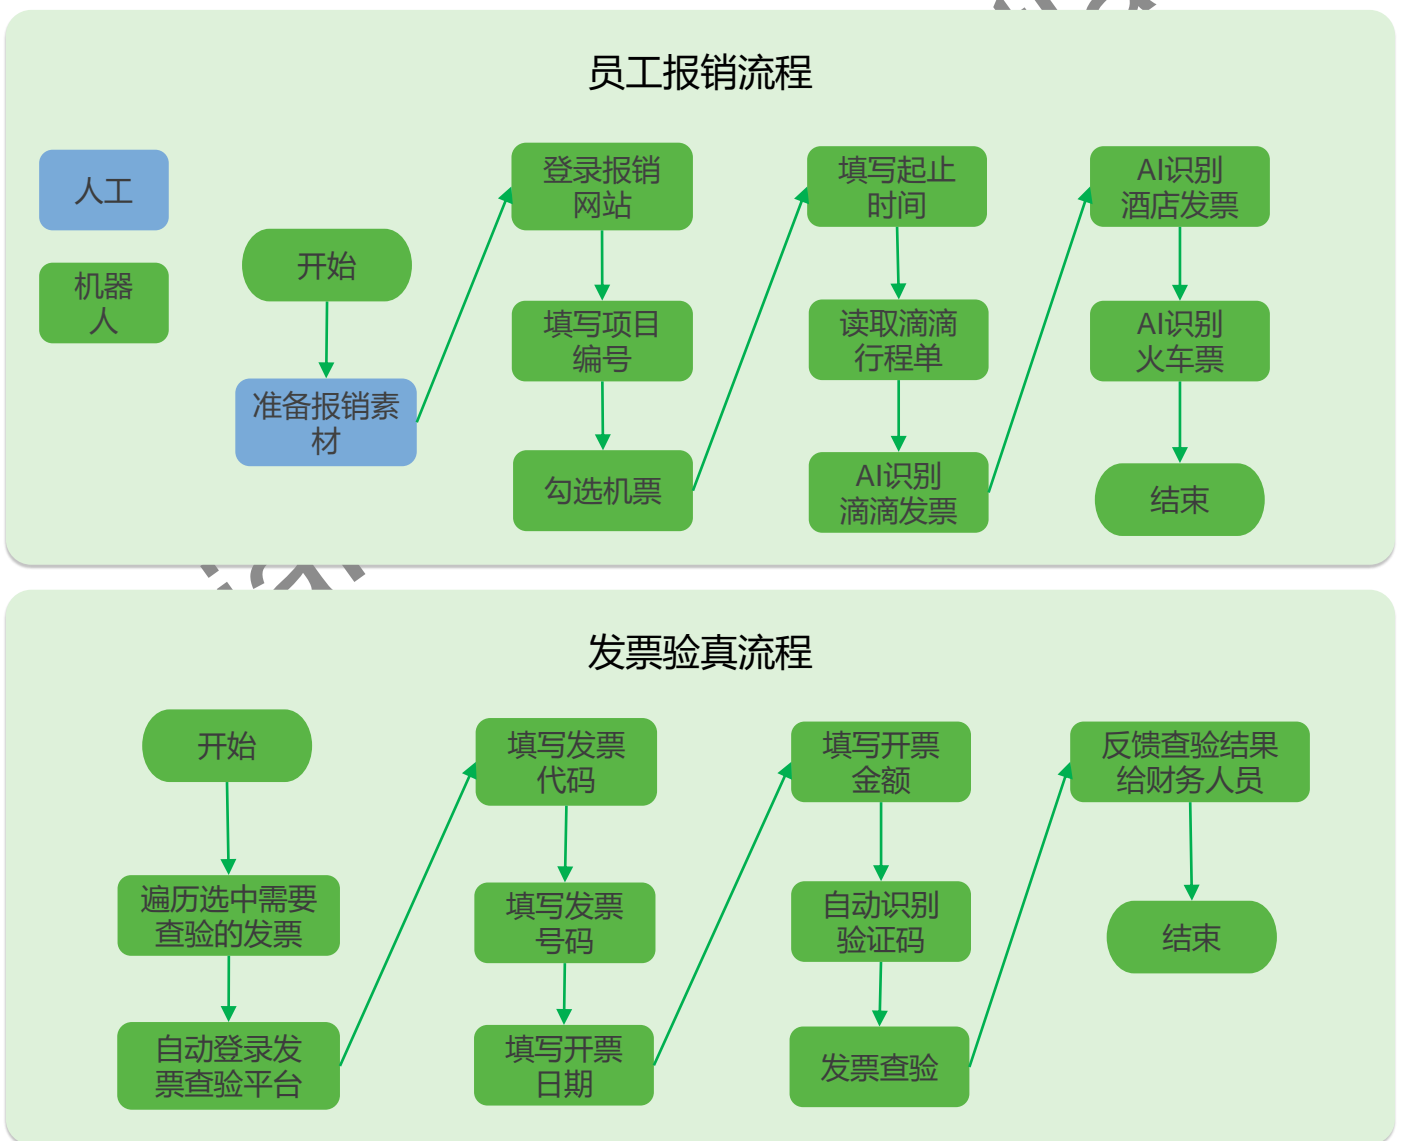 员工报销流程
人工
机器
人
开始
准备报销素
材
登录报销
网站
填写项目
编号
勾选机票
填写起止
时间
读取滴滴
行程单
AI识别
滴滴发票
AI识别
酒店发票
AI识别
火车票
结束
发票验真流程
开始
遍历选中需要
查验的发票
自动登录发
票查验平台
填写发票
代码
填写发票
号码
填写开票
日期
填写开票
金额
自动识别
验证码
发票查验
反馈查验结果
给财务人员
结束